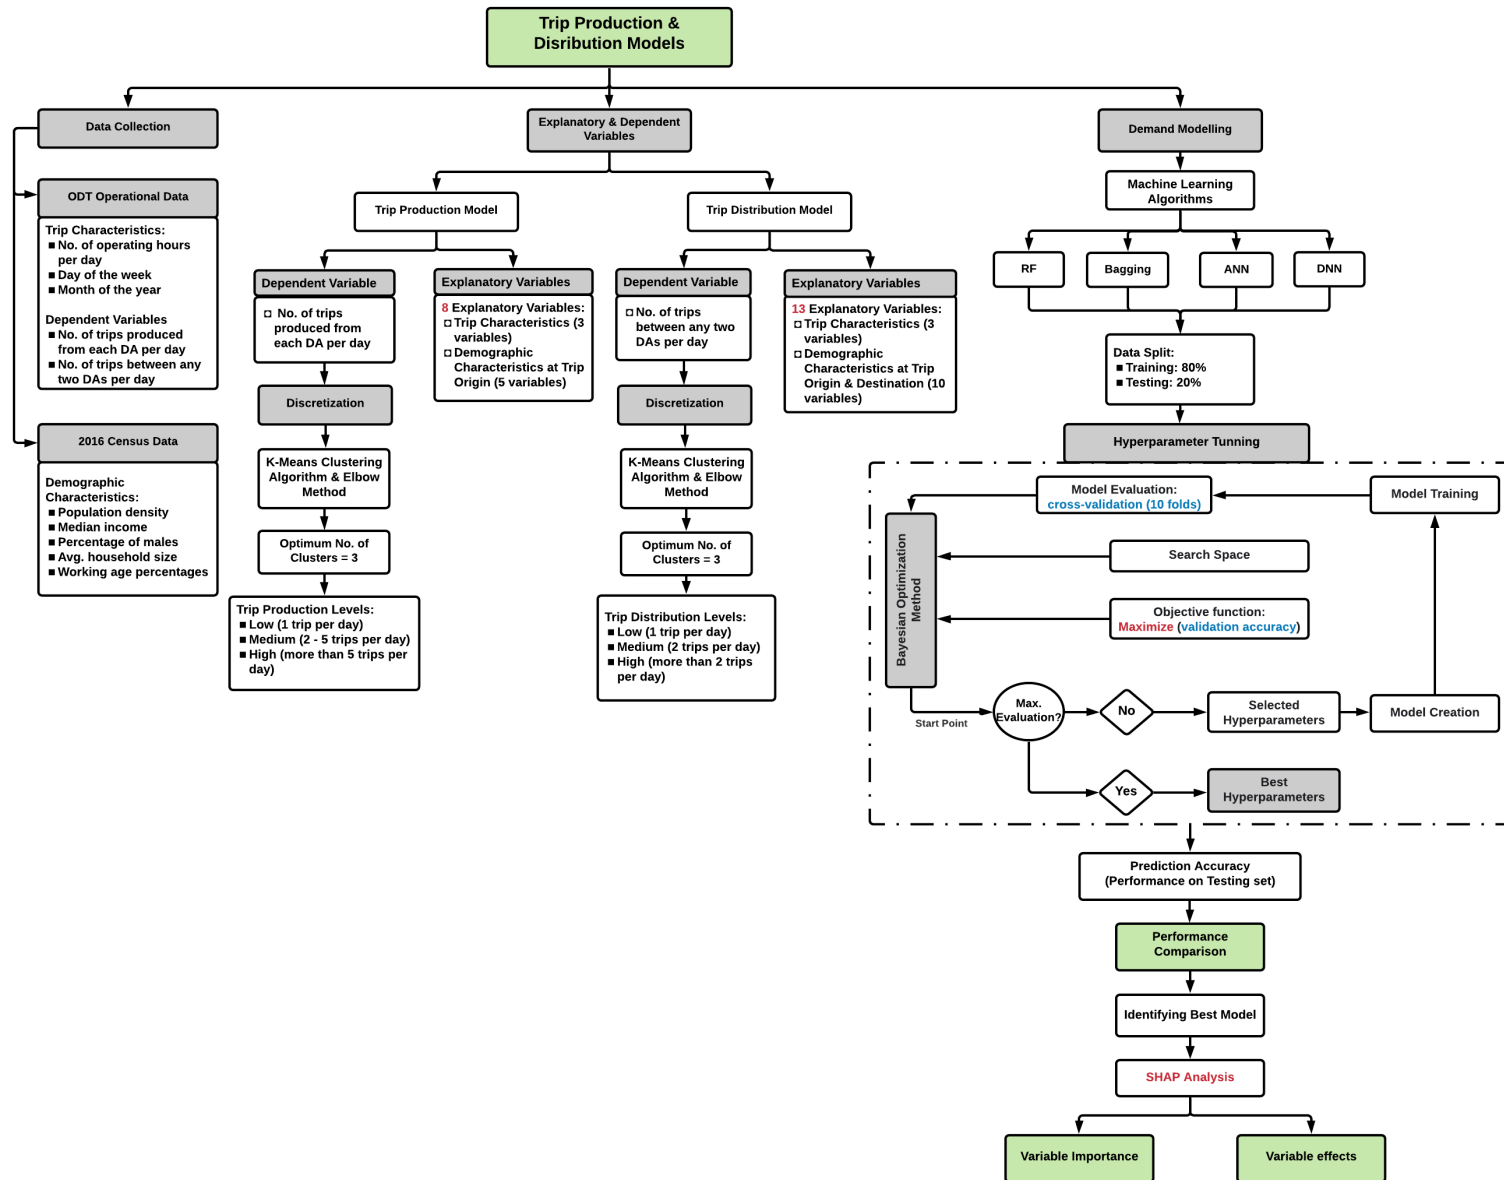 Trip Production &
Disribution Models
Data Collection
ODT Operational Data
Trip Characteristics:
■ No. of operating hours
per day
■ Day of the week
■ Month of the year
Dependent Variables
■ No. of trips produced
from each DA per day
■ No. of trips between any
two DAs per day
2016 Census Data
Demographic
Characteristics:
■ Population density
■ Median income
■ Percentage of males
■ Avg. household size
■ Working age percentages
Explanatory & Dependent
Variables
Trip Production Model
Dependent Variable
◘ No. of trips
produced from
each DA per day
Discretization
K-Means Clustering
Algorithm & Elbow
Method
Optimum No. of
Clusters = 3
Trip Production Levels:
■ Low (1 trip per day)
■ Medium (2 - 5 trips per day)
■ High (more than 5 trips per
day)
Explanatory Variables
8 Explanatory Variables:
◘ Trip Characteristics (3
variables)
◘ Demographic
Characteristics at Trip
Origin (5 variables)
Trip Distribution Model
Dependent Variable
◘ No. of trips
between any two
DAs per day
Discretization
K-Means Clustering
Algorithm & Elbow
Method
Optimum No. of
Clusters = 3
Trip Distribution Levels:
■ Low (1 trip per day)
■ Medium (2 trips per day)
■ High (more than 2 trips
per day)
Explanatory Variables
13 Explanatory Variables:
◘ Trip Characteristics (3
variables)
◘ Demographic
Characteristics at Trip
Origin & Destination (10
variables)
Demand Modelling
Machine Learning
Algorithms
RF
Bagging
ANN
DNN
Data Split:
■ Training: 80%
■ Testing: 20%
Hyperparameter Tunning
Model Evaluation:
cross-validation (10 folds)
Model Training
Bayesian Optimization
Method
Search Space
Objective function:
Maximize (validation accuracy)
Start Point
Max.
Evaluation?
No
Selected
Hyperparameters
Model Creation
Yes
Best
Hyperparameters
Prediction Accuracy
(Performance on Testing set)
Performance
Comparison
Identifying Best Model
SHAP Analysis
Variable Importance
Variable effects